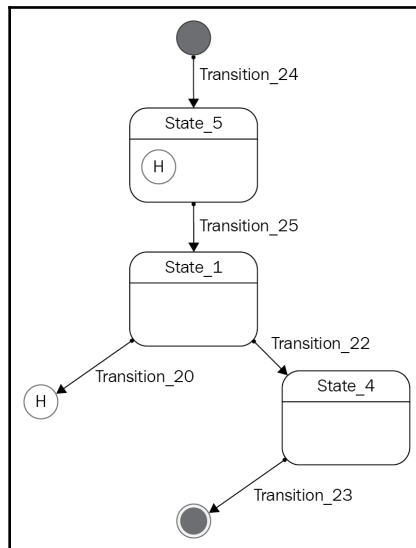 Transition_24
State_5
H
Transition_25
State_1
Transition_22
Transition_20
State_4
H
Transition_23